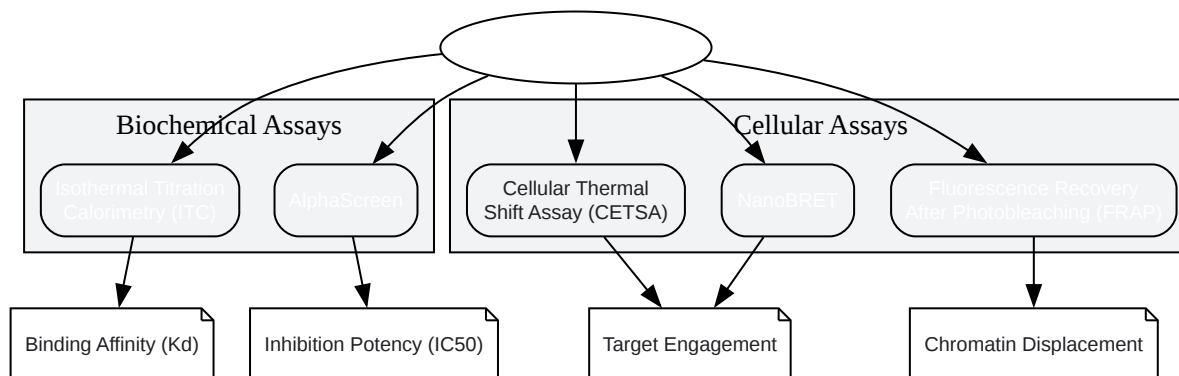 Biochemical Assays
Cellular Assays
Isothermal Titration
Calorimetry (ITC)
AlphaScreen
Cellular Thermal
Shift Assay (CETSA)
NanoBRET
Fluorescence Recovery
After Photobleaching (FRAP)
Binding Affinity (Kd)
Inhibition Potency (IC50)
Target Engagement
Chromatin Displacement